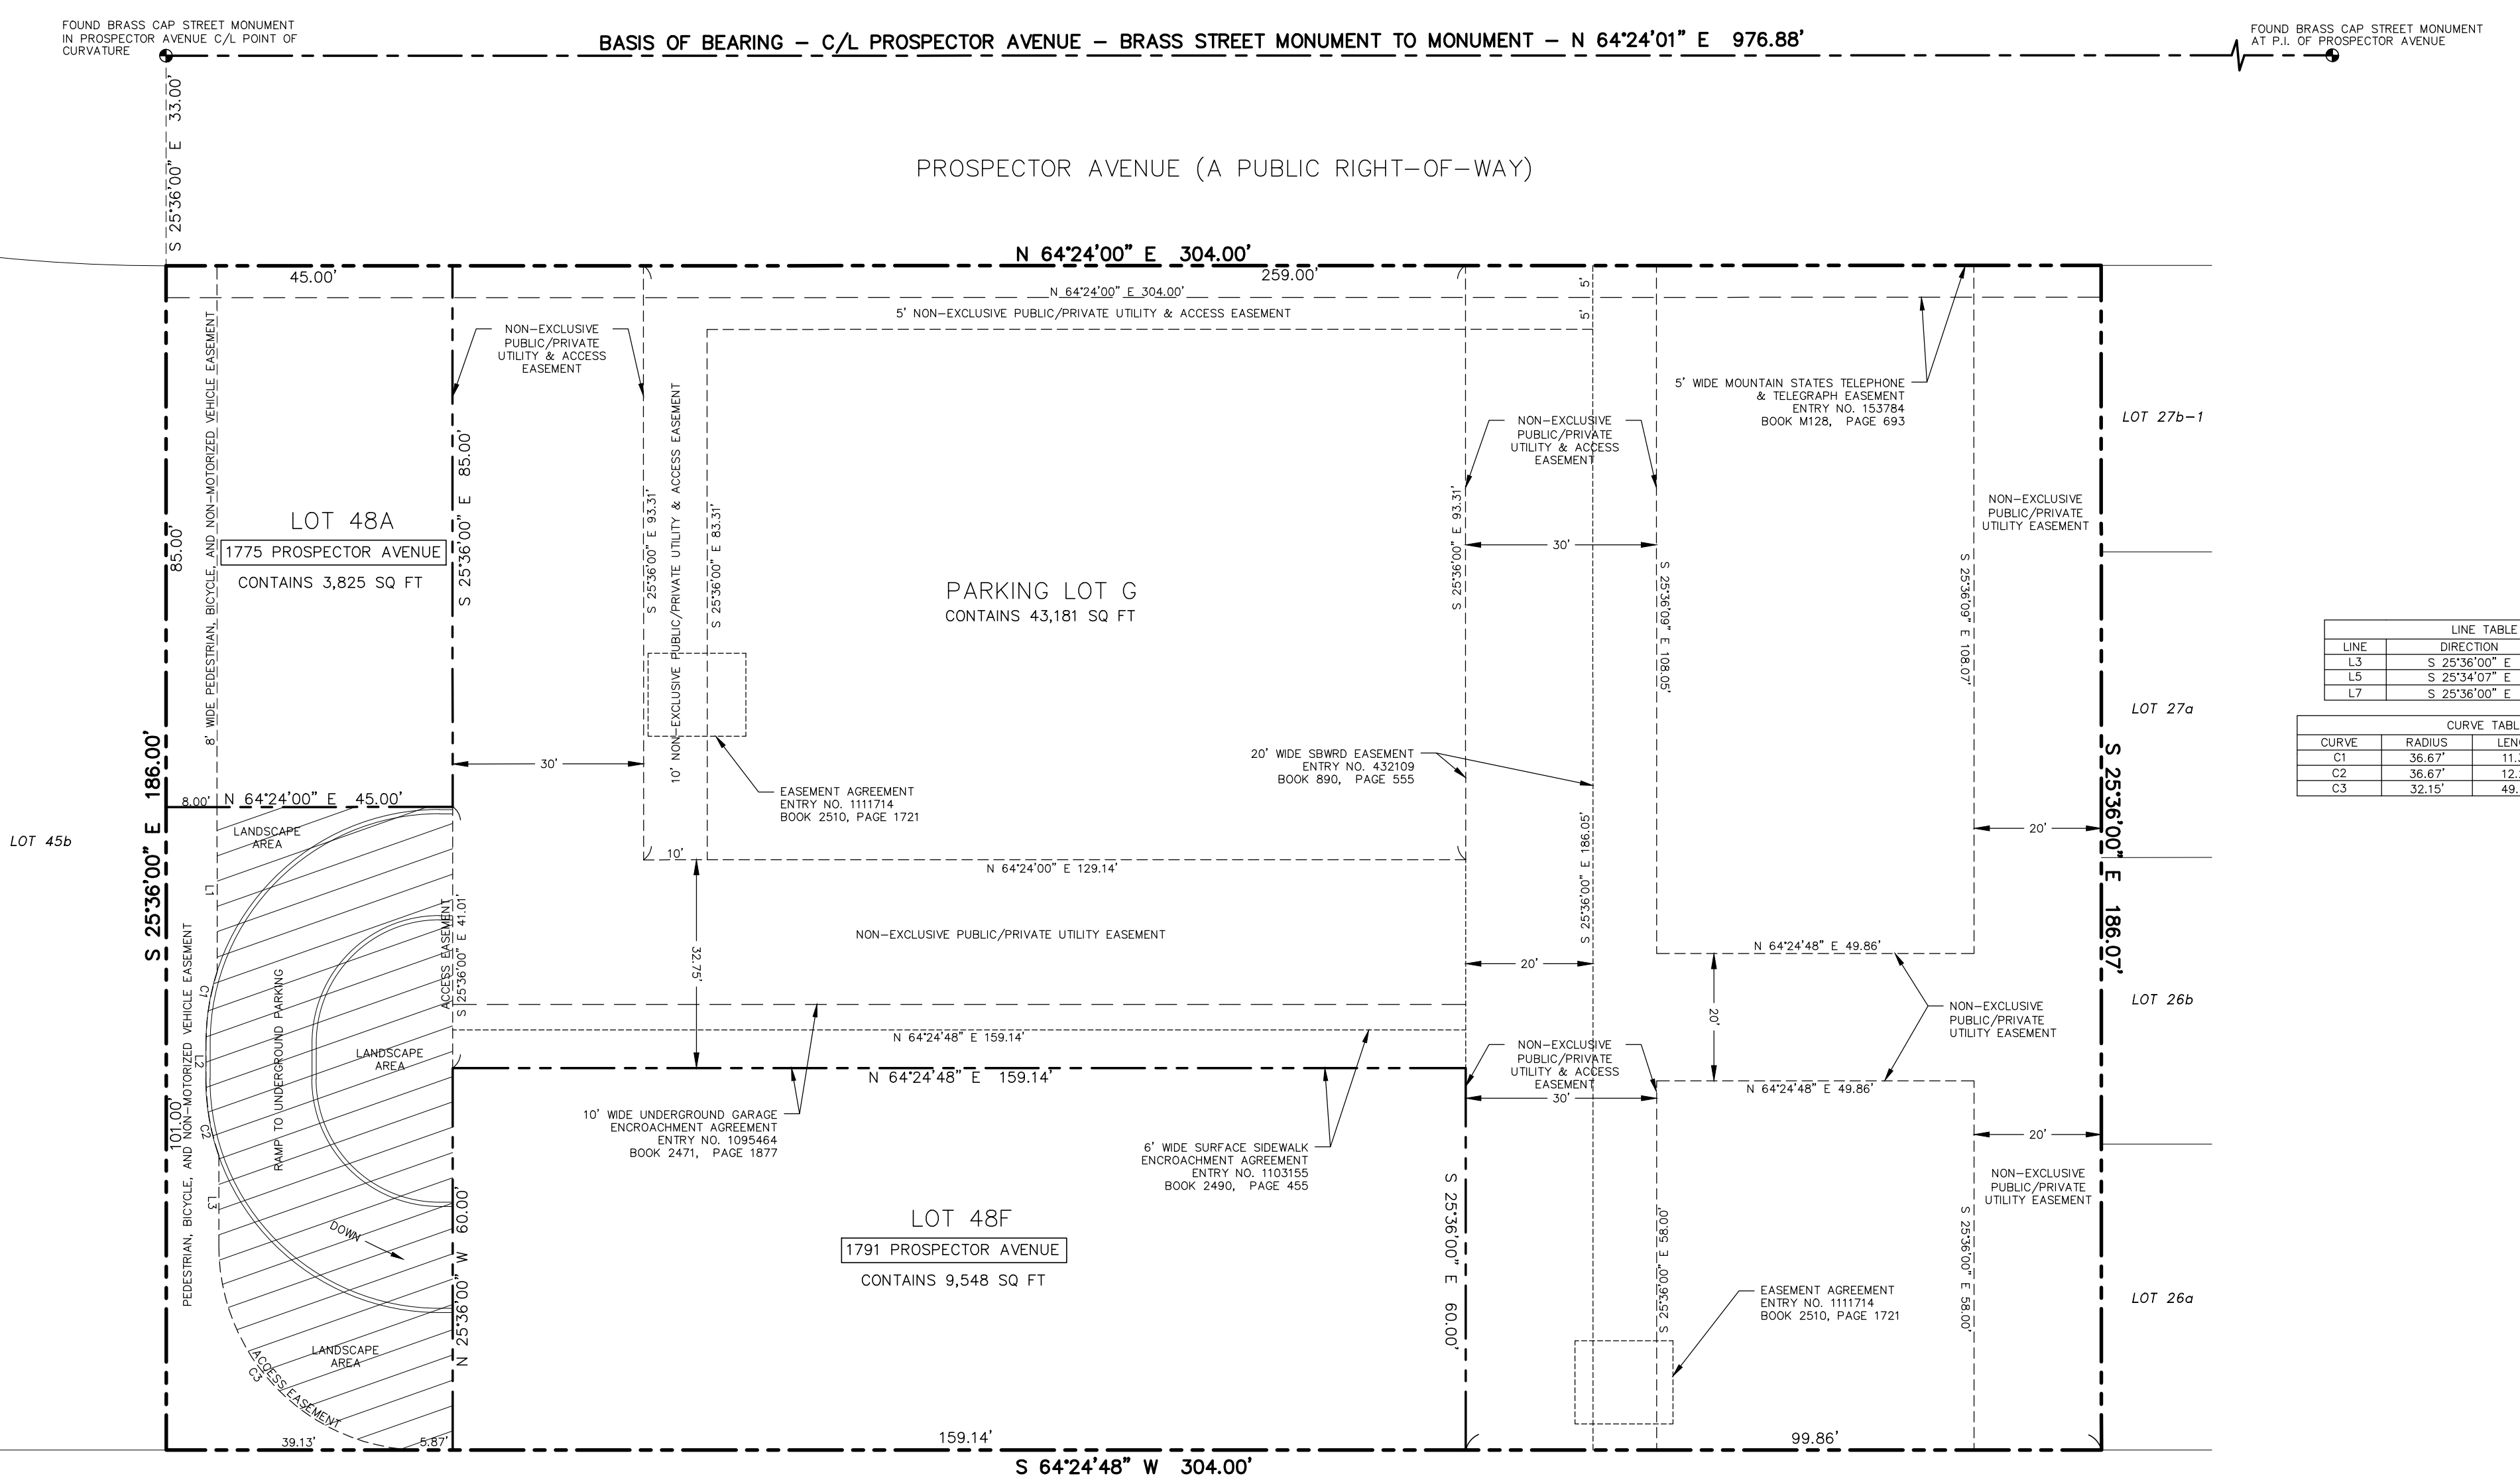 FOUND BRASS CAP STREET MONUMENT
IN PROSPECTOR AVENUE C/L POINT OF
CURVATURE
BASIS OF BEARING – C/L PROSPECTOR AVENUE – BRASS STREET MONUMENT TO MONUMENT – N 64°24'01" E 976.88'
FOUND BRASS CAP STREET MONUMENT
AT P.I. OF PROSPECTOR AVENUE
S 25°36'00" E 33.00'
PROSPECTOR AVENUE (A PUBLIC RIGHT-OF-WAY)
N 64°24'00" E 304.00'
45.00'
259.00'
N 64°24'00" E 304.00'
5'
5'
5' NON-EXCLUSIVE PUBLIC/PRIVATE UTILITY & ACCESS EASEMENT
NON-EXCLUSIVE
PUBLIC/PRIVATE
UTILITY & ACCESS
EASEMENT
5' WIDE MOUNTAIN STATES TELEPHONE
& TELEGRAPH EASEMENT
ENTRY NO. 153784
BOOK M128, PAGE 693
LOT 27b-1
NON-EXCLUSIVE
PUBLIC/PRIVATE
UTILITY & ACCESS
EASEMENT
NON-EXCLUSIVE
PUBLIC/PRIVATE
UTILITY EASEMENT
8' WIDE PEDESTRIAN, BICYCLE, AND NON-MOTORIZED VEHICLE EASEMENT
85.00'
S 25°36'00" E 85.00'
LOT 48A
1775 PROSPECTOR AVENUE
CONTAINS 3,825 SQ FT
S 25°36'00" E 93.31'
10' NON-EXCLUSIVE PUBLIC/PRIVATE UTILITY & ACCESS EASEMENT
S 25°36'00" E 83.31'
PARKING LOT G
CONTAINS 43,181 SQ FT
S 25°36'00" E 93.31'
30'
S 25°36'09" E 108.05'
S 25°36'09" E 108.07'
LINE TABLE
LINE DIRECTION
L3 S 25°36'00" E
L5 S 25°34'07" E
L7 S 25°36'00" E
LOT 27a
CURVE TABL
CURVE RADIUS LEN
C1 36.67' 11.
C2 36.67' 12.
C3 32.15' 49.
30'
20' WIDE SBWRD EASEMENT
ENTRY NO. 432109
BOOK 890, PAGE 555
EASEMENT AGREEMENT
ENTRY NO. 1111714
BOOK 2510, PAGE 1721
S 25°36'00" E 186.00'
S 25°36'00" E 186.07'
8.00'
N 64°24'00" E 45.00'
LOT 45b
LANDSCAPE
AREA
20'
10'
N 64°24'00" E 129.14'
S 25°36'00" E 186.05'
L1
ACCESS EASEMENT
S 25°36'00" E 41.01'
NON-EXCLUSIVE PUBLIC/PRIVATE UTILITY EASEMENT
32.75'
20'
N 64°24'48" E 49.86'
LOT 26b
C1
PEDESTRIAN, BICYCLE, AND NON-MOTORIZED VEHICLE EASEMENT
RAMP TO UNDERGROUND PARKING
20'
NON-EXCLUSIVE
PUBLIC/PRIVATE
UTILITY EASEMENT
L2
LANDSCAPE
AREA
N 64°24'48" E 159.14'
NON-EXCLUSIVE
PUBLIC/PRIVATE
UTILITY & ACCESS
EASEMENT
N 64°24'48" E 159.14'
N 64°24'48" E 49.86'
30'
101.00'
C2
10' WIDE UNDERGROUND GARAGE
ENCROACHMENT AGREEMENT
ENTRY NO. 1095464
BOOK 2471, PAGE 1877
6' WIDE SURFACE SIDEWALK
ENCROACHMENT AGREEMENT
ENTRY NO. 1103155
BOOK 2490, PAGE 455
20'
NON-EXCLUSIVE
PUBLIC/PRIVATE
UTILITY EASEMENT
L3
DOWN
N 25°36'00" W 60.00'
LOT 48F
1791 PROSPECTOR AVENUE
CONTAINS 9,548 SQ FT
S 25°36'00" E 60.00'
S 25°36'00" E 58.00'
S 25°36'00" E 58.00'
EASEMENT AGREEMENT
ENTRY NO. 1111714
BOOK 2510, PAGE 1721
LOT 26a
LANDSCAPE
AREA
ACCESS EASEMENT
C3
39.13'
5.87'
159.14'
99.86'
S 64°24'48" W 304.00'